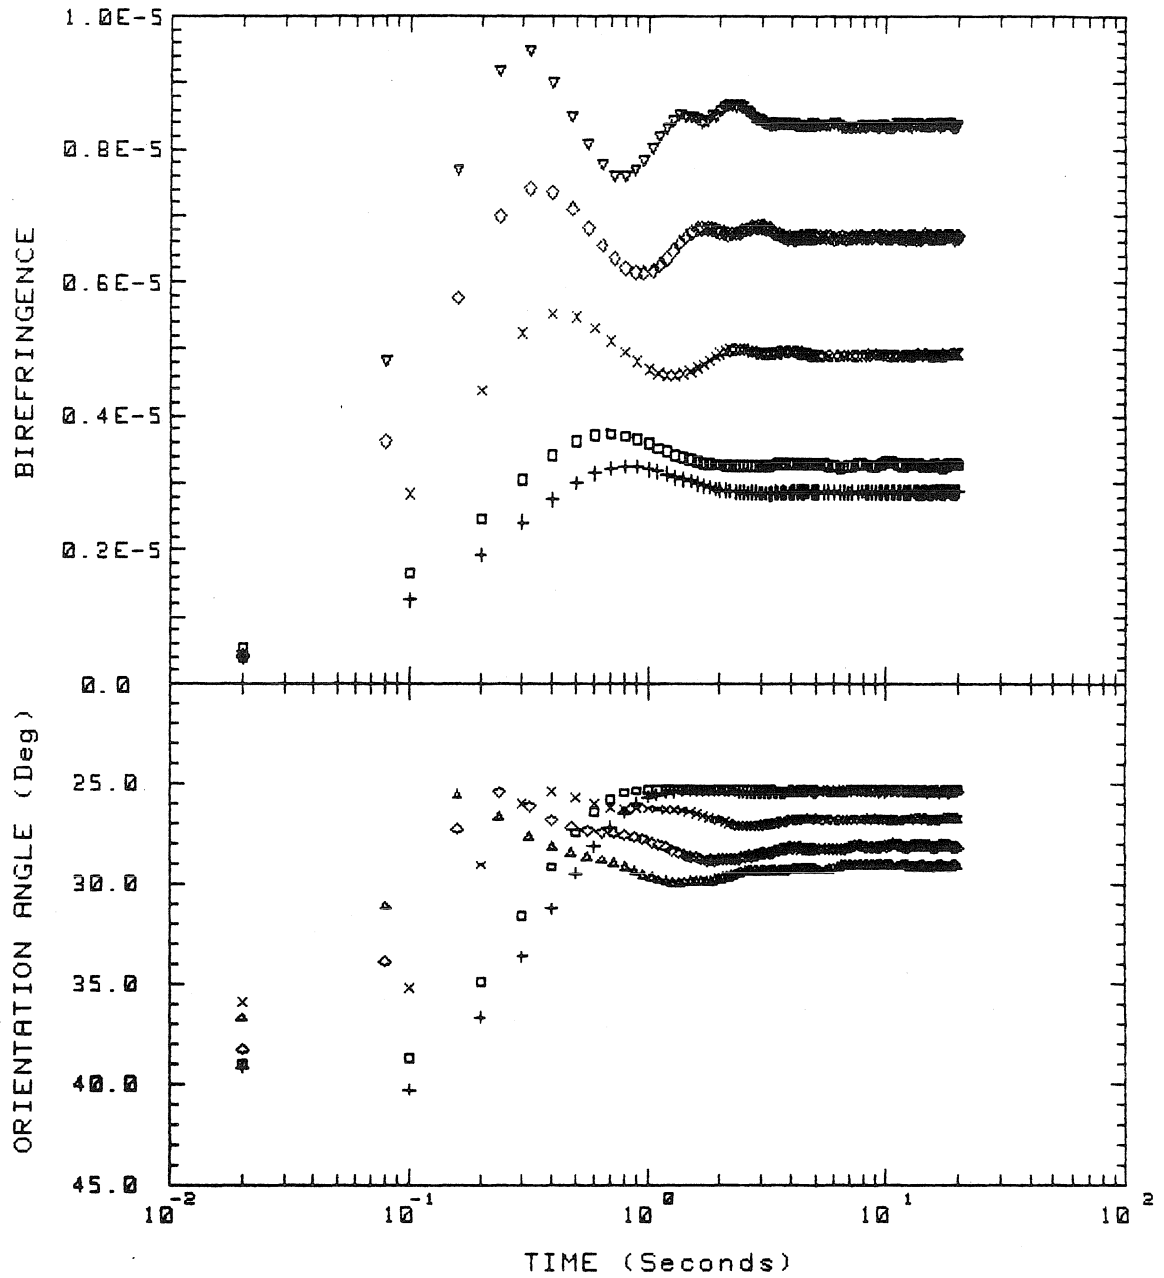 1.0E-5
0.8E-5
0.6E-5
0.4E-5
0.2E-5
0.0
BIREFRINGENCE
25.0
30.0
35.0
40.0
45.0
ORIENTATION ANGLE (Deg)
10-2
10-1
100
101
102
TIME (Seconds)